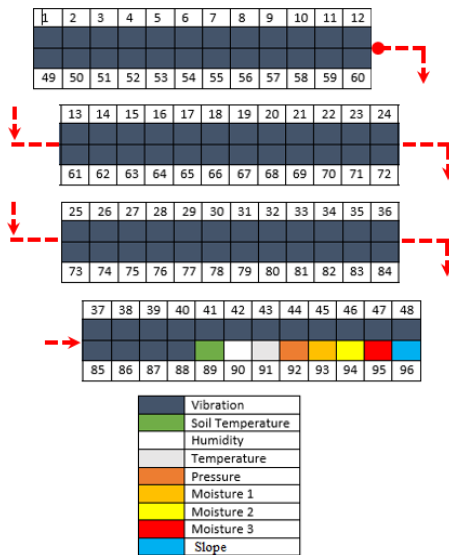 1 2 3 4 5 6 7 8 9 10 11 12
49 50 51 52 53 54 55 56 57 58 59 60
13 14 15 16 17 18 19 20 21 22 23 24
61 62 63 64 65 66 67 68 69 70 71 72
25 26 27 28 29 30 31 32 33 34 35 36
73 74 75 76 77 78 79 80 81 82 83 84
37 38 39 40 41 42 43 44 45 46 47 48
85 86 87 88 89 90 91 92 93 94 95 96
Vibration
Soil Temperature
Humidity
Temperature
Pressure
Moisture 1
Moisture 2
Moisture 3
Slope